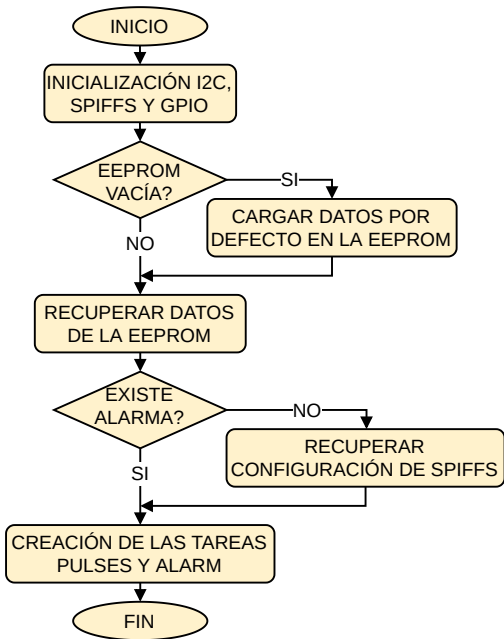 INICIO
INICIALIZACIÓN I2C,
SPIFFS Y GPIO
EEPROM
VACÍA?
SI
CARGAR DATOS POR
DEFECTO EN LA EEPROM
NO
RECUPERAR DATOS
DE LA EEPROM
EXISTE
ALARMA?
NO
RECUPERAR
CONFIGURACIÓN DE SPIFFS
SI
CREACIÓN DE LAS TAREAS
PULSES Y ALARM
FIN